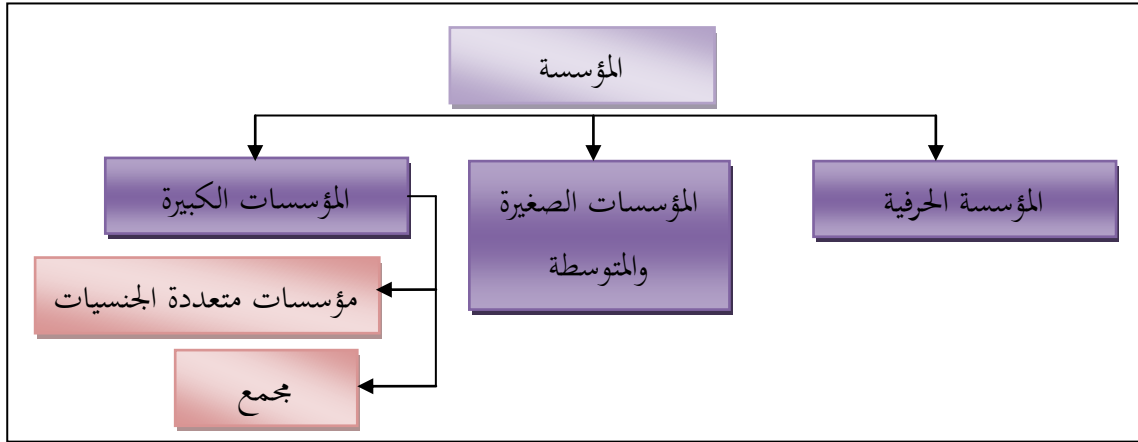 المؤسسة
المؤسسة الحرفية
المؤسسات الصغيرة
والمتوسطة
المؤسسات الكبيرة
مؤسسات متعددة الجنسيات
مجمع